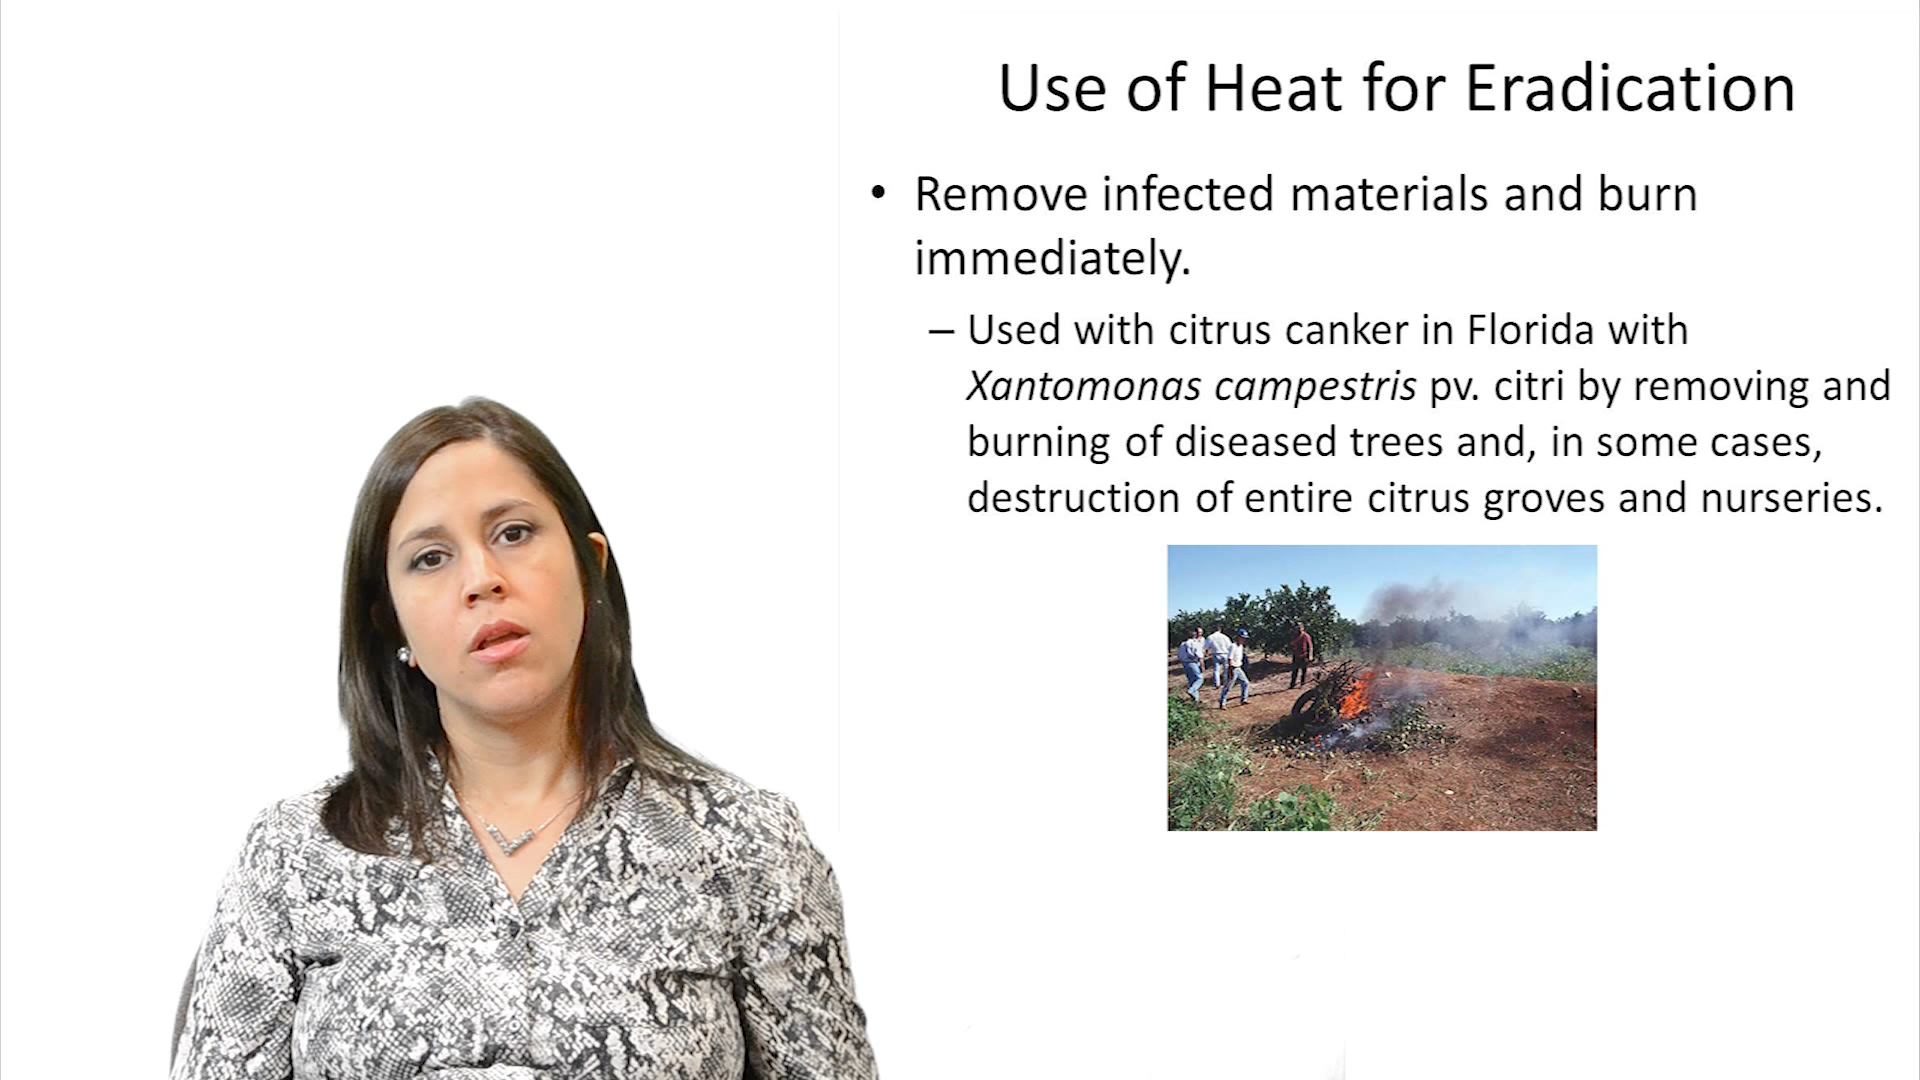 Use of Heat for Eradication
• Remove infected materials and burn
immediately.
– Used with citrus canker in Florida with
Xantomonas campestris pv. citri by removing and
burning of diseased trees and, in some cases,
destruction of entire citrus groves and nurseries.